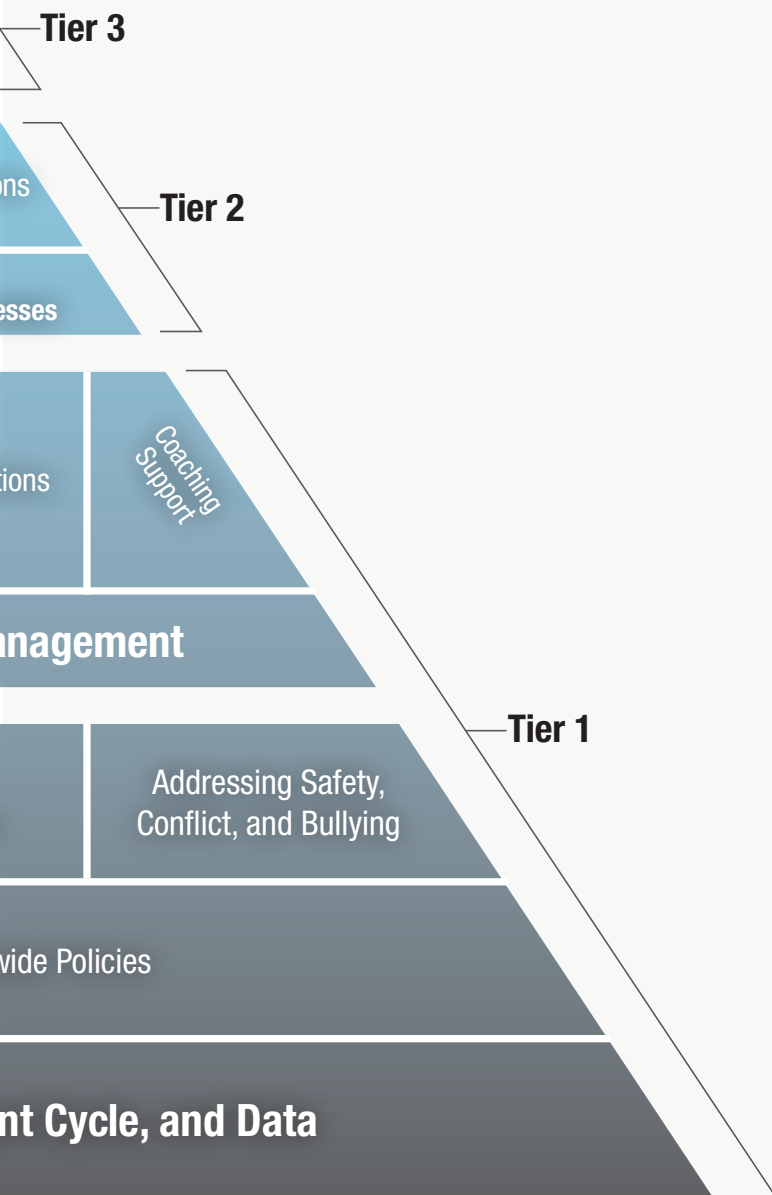 Tier 3
ons
Tier 2
esses
tions
Coaching
Support
anagement
Tier 1
Addressing Safety,
Conflict, and Bullying
wide Policies
nt Cycle, and Data